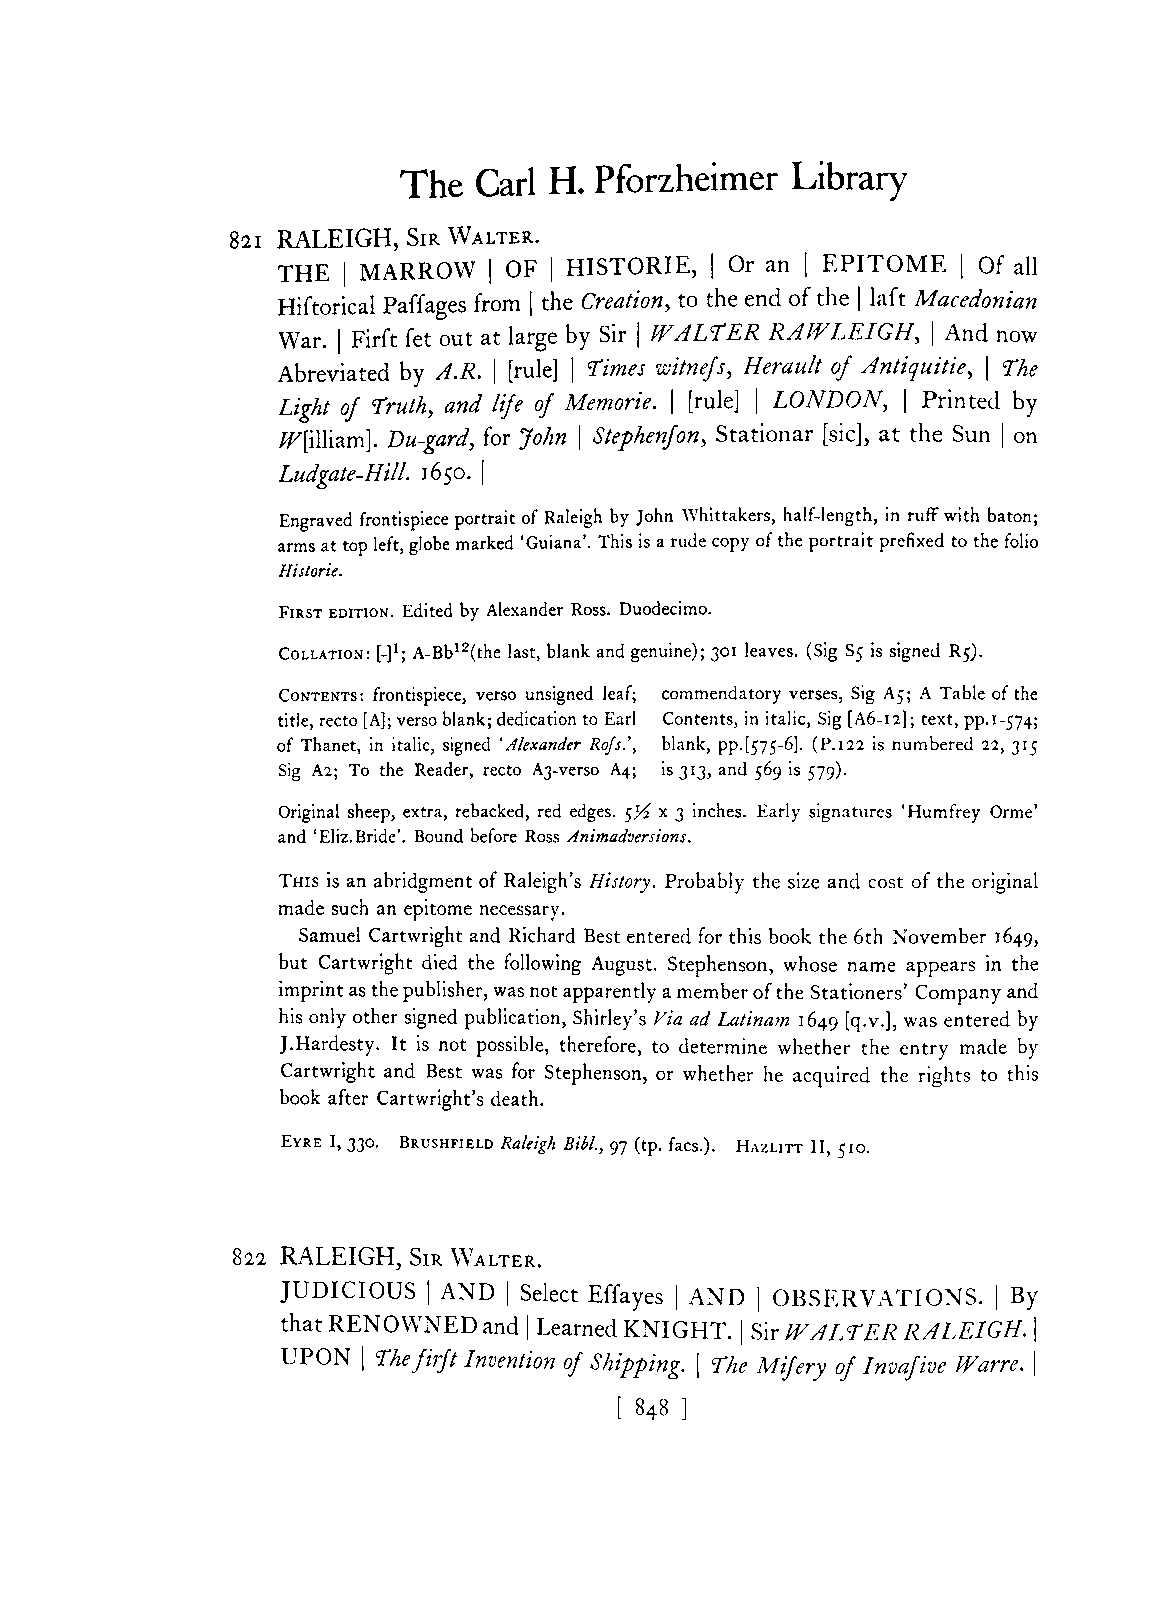 The Carl H. Pforzheimer Library
821 RALEIGH, SIR WALTER.
THE | MARROW | OF | HISTORIE, | Or an | EPITOME | Of all
Hiſtorical Paſſages from | the Creation, to the end of the | laſt Macedonian
War. | Firſt ſet out at large by Sir | WALTER RAWLEIGH, | And now
Abreviated by A.R. | [rule] | Times witneſs, Herault of Antiquitie, | The
Light of Truth, and life of Memorie. | [rule] | LONDON, | Printed by
W[illiam]. Du-gard, for John | Stephenſon, Stationar [sic], at the Sun | on
Ludgate-Hill. 1650. |
Engraved frontispiece portrait of Raleigh by John Whittakers, half-length, in ruff with baton;
arms at top left, globe marked 'Guiana'. This is a rude copy of the portrait prefixed to the folio
Historie.
FIRST EDITION. Edited by Alexander Ross. Duodecimo.
COLLATION: [-]¹; A-Bb¹²(the last, blank and genuine); 301 leaves. (Sig S5 is signed R5).
CONTENTS: frontispiece, verso unsigned leaf;
title, recto [A]; verso blank; dedication to Earl
of Thanet, in italic, signed 'Alexander Roſs.',
Sig A2; To the Reader, recto A3-verso A4;
commendatory verses, Sig A5; A Table of the
Contents, in italic, Sig [A6-12]; text, pp.1-574;
blank, pp.[575-6]. (P.122 is numbered 22, 315
is 313, and 569 is 579).
Original sheep, extra, rebacked, red edges. 5½ x 3 inches. Early signatures 'Humfrey Orme'
and 'Eliz.Bride'. Bound before Ross Animadversions.
THIS is an abridgment of Raleigh's History. Probably the size and cost of the original
made such an epitome necessary.
Samuel Cartwright and Richard Best entered for this book the 6th November 1649,
but Cartwright died the following August. Stephenson, whose name appears in the
imprint as the publisher, was not apparently a member of the Stationers' Company and
his only other signed publication, Shirley's Via ad Latinam 1649 [q.v.], was entered by
J.Hardesty. It is not possible, therefore, to determine whether the entry made by
Cartwright and Best was for Stephenson, or whether he acquired the rights to this
book after Cartwright's death.
EYRE I, 330. BRUSHFIELD Raleigh Bibl., 97 (tp. facs.). HAZLITT II, 510.
822 RALEIGH, SIR WALTER.
JUDICIOUS | AND | Select Eſſayes | AND | OBSERVATIONS. | By
that RENOWNED and | Learned KNIGHT. | Sir WALTER RALEIGH. |
UPON | The firſt Invention of Shipping. | The Miſery of Invaſive Warre. |
[ 848 ]